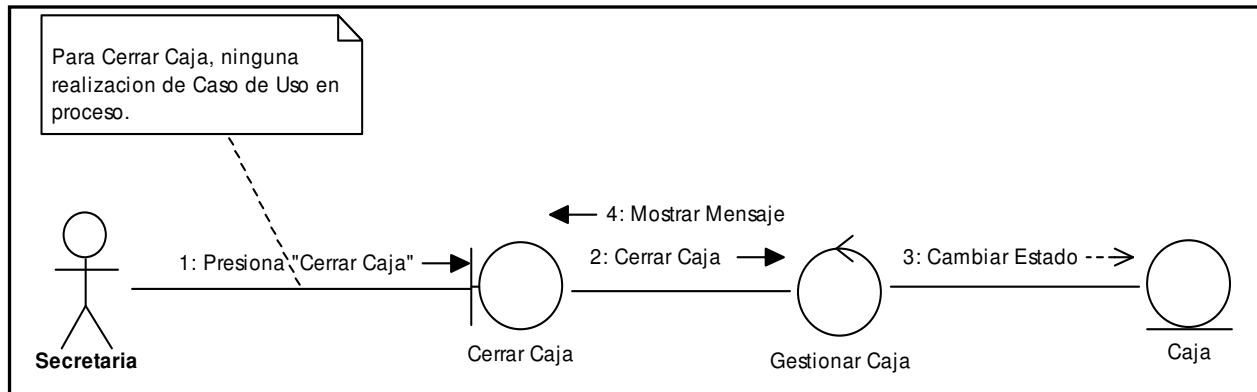 Para Cerrar Caja, ninguna
realizacion de Caso de Uso en
proceso.
4: Mostrar Mensaje
1: Presiona "Cerrar Caja"
2: Cerrar Caja
3: Cambiar Estado
Secretaria
Cerrar Caja
Gestionar Caja
Caja